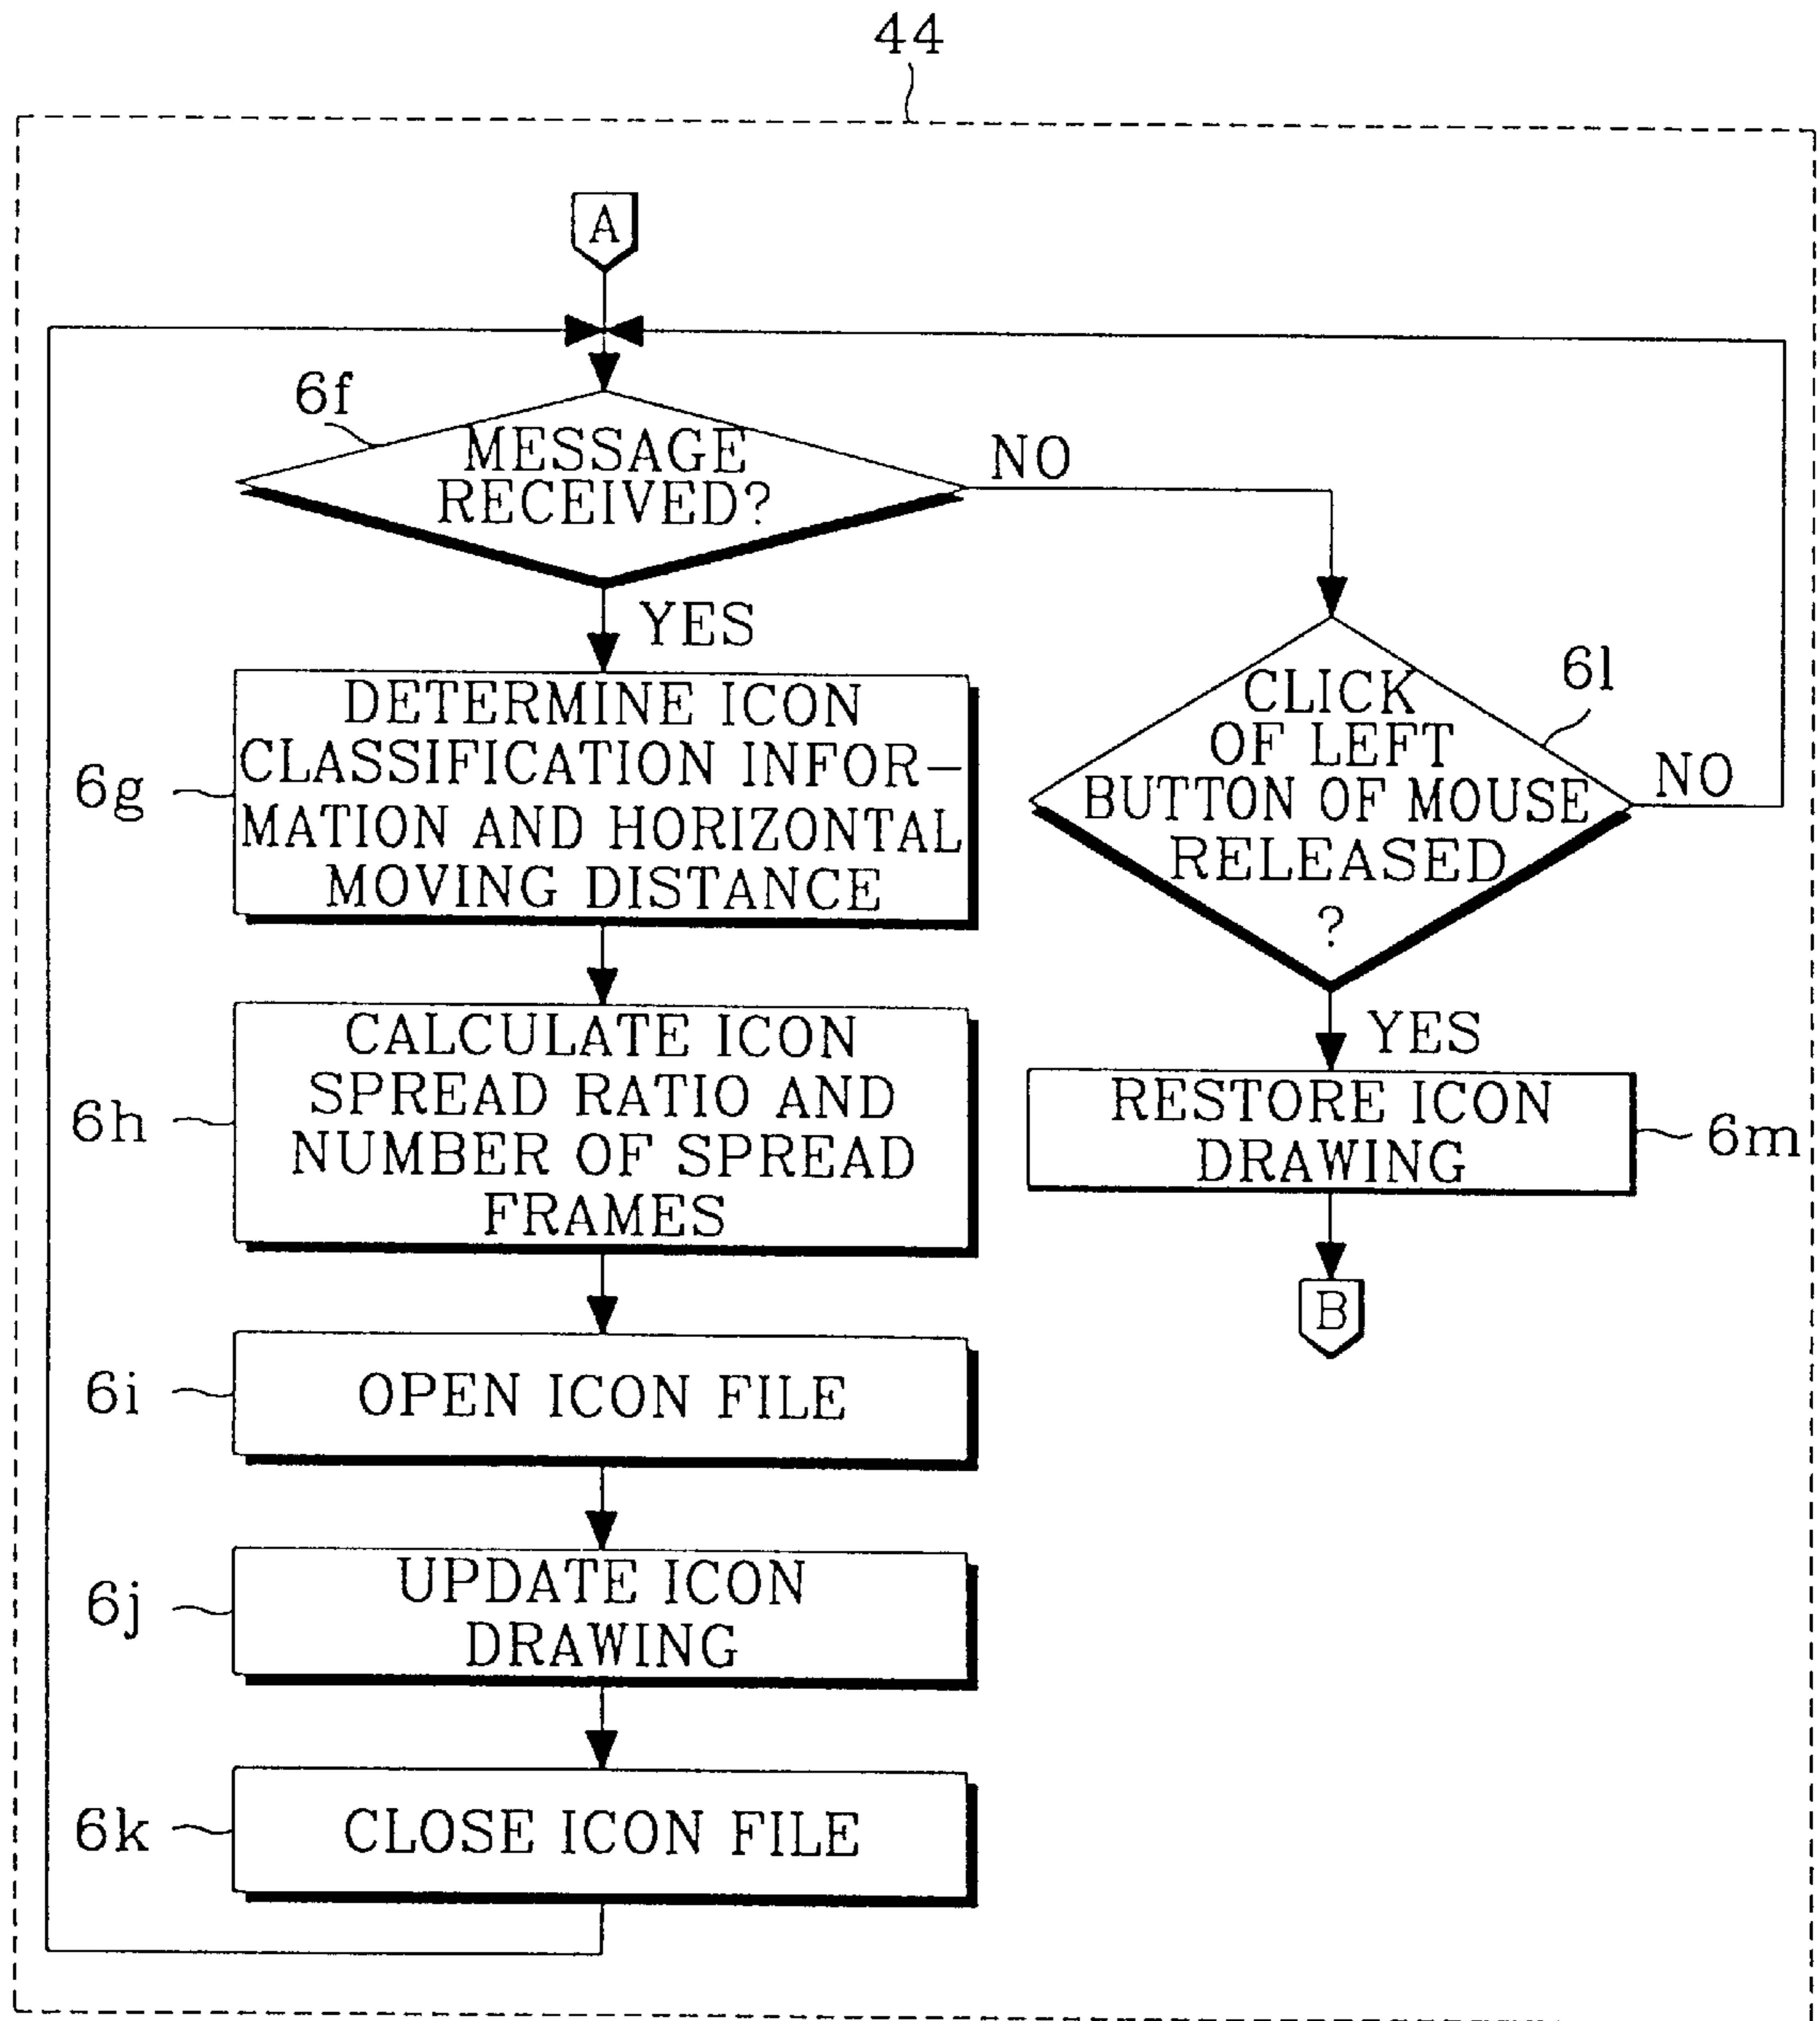 44
A
6f
MESSAGE
RECEIVED?
NO
YES
6g
DETERMINE ICON
CLASSIFICATION INFOR-
MATION AND HORIZONTAL
MOVING DISTANCE
6l
CLICK
OF LEFT
BUTTON OF MOUSE
RELEASED
?
NO
YES
6h
CALCULATE ICON
SPREAD RATIO AND
NUMBER OF SPREAD
FRAMES
RESTORE ICON
DRAWING
6m
B
6i
OPEN ICON FILE
6j
UPDATE ICON
DRAWING
6k
CLOSE ICON FILE